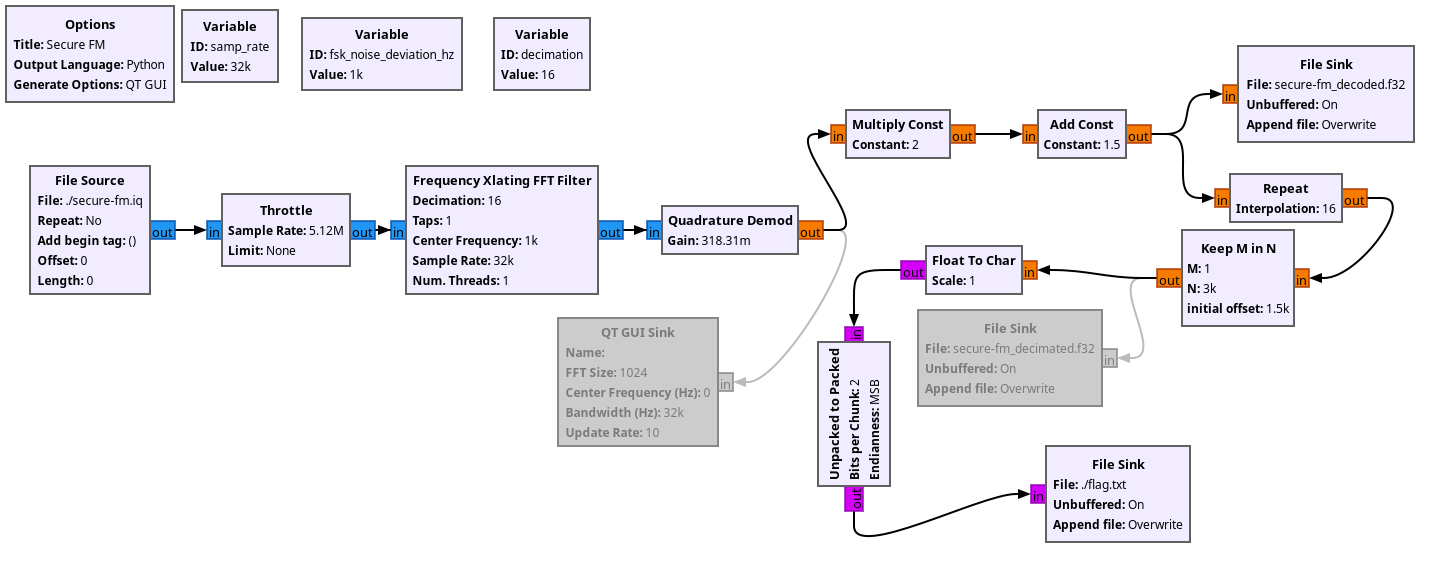 Options
Title: Secure FM
Output Language: Python
Generate Options: QT GUI
Variable
ID: samp_rate
Value: 32k
Variable
ID: fsk_noise_deviation_hz
Value: 1k
Variable
ID: decimation
Value: 16
File Source
File: ./secure-fm.iq
Repeat: No
Add begin tag: ()
Offset: 0
Length: 0
out
in
Throttle
Sample Rate: 5.12M
Limit: None
out
in
Frequency Xlating FFT Filter
Decimation: 16
Taps: 1
Center Frequency: 1k
Sample Rate: 32k
Num. Threads: 1
out
in
Quadrature Demod
Gain: 318.31m
out
in
Multiply Const
Constant: 2
out
in
Add Const
Constant: 1.5
out
in
File Sink
File: secure-fm_decoded.f32
Unbuffered: On
Append file: Overwrite
in
Repeat
Interpolation: 16
out
in
Keep M in N
M: 1
N: 3k
initial offset: 1.5k
out
in
Float To Char
Scale: 1
out
in
File Sink
File: secure-fm_decimated.f32
Unbuffered: On
Append file: Overwrite
in
QT GUI Sink
Name:
FFT Size: 1024
Center Frequency (Hz): 0
Bandwidth (Hz): 32k
Update Rate: 10
in
in
Unpacked to Packed
Bits per Chunk: 2
Endianness: MSB
out
in
File Sink
File: ./flag.txt
Unbuffered: On
Append file: Overwrite